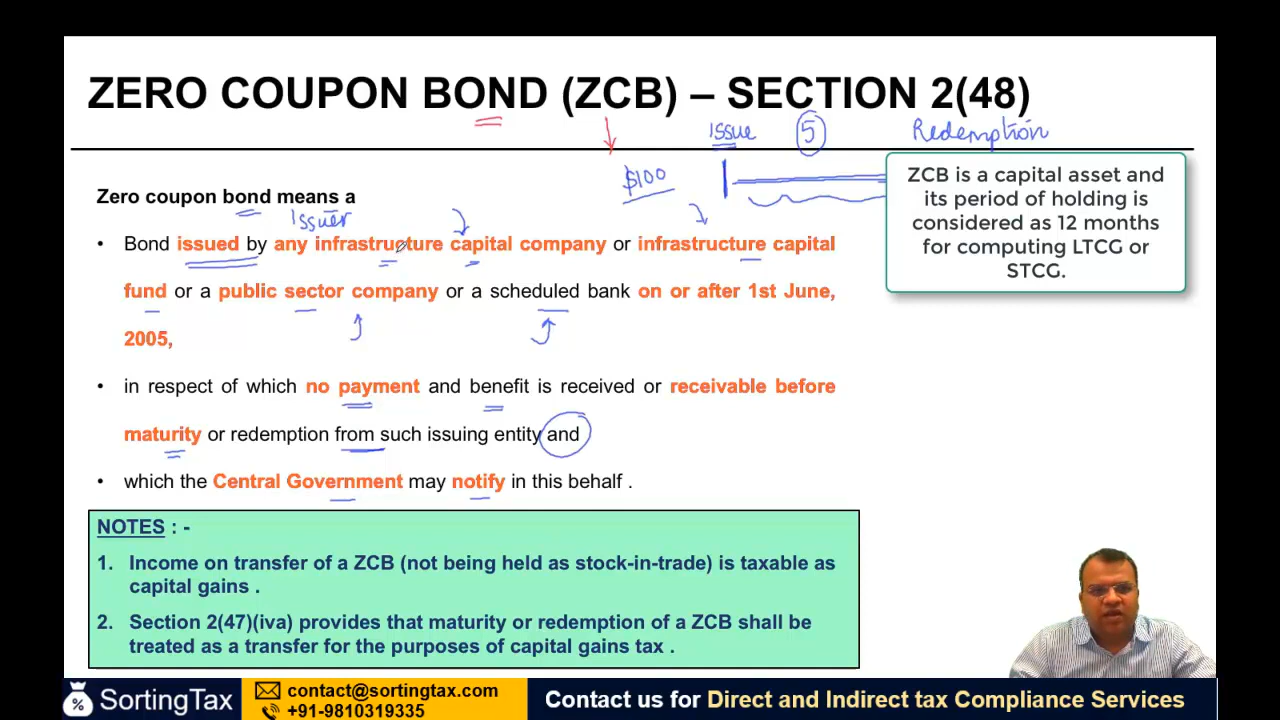 ZERO COUPON BOND (ZCB) – SECTION 2(48)
Issue 5 Redemption
$100
ZCB is a capital asset and
its period of holding is
considered as 12 months
for computing LTCG or
STCG.
Zero coupon bond means a
Issuer
• Bond issued by any infrastructure capital company or infrastructure capital
fund or a public sector company or a scheduled bank on or after 1st June,
2005,
• in respect of which no payment and benefit is received or receivable before
maturity or redemption from such issuing entity and
• which the Central Government may notify in this behalf .
NOTES : -
1. Income on transfer of a ZCB (not being held as stock-in-trade) is taxable as
capital gains .
2. Section 2(47)(iva) provides that maturity or redemption of a ZCB shall be
treated as a transfer for the purposes of capital gains tax .
% SortingTax
contact@sortingtax.com
+91-9810319335
Contact us for Direct and Indirect tax Compliance Services